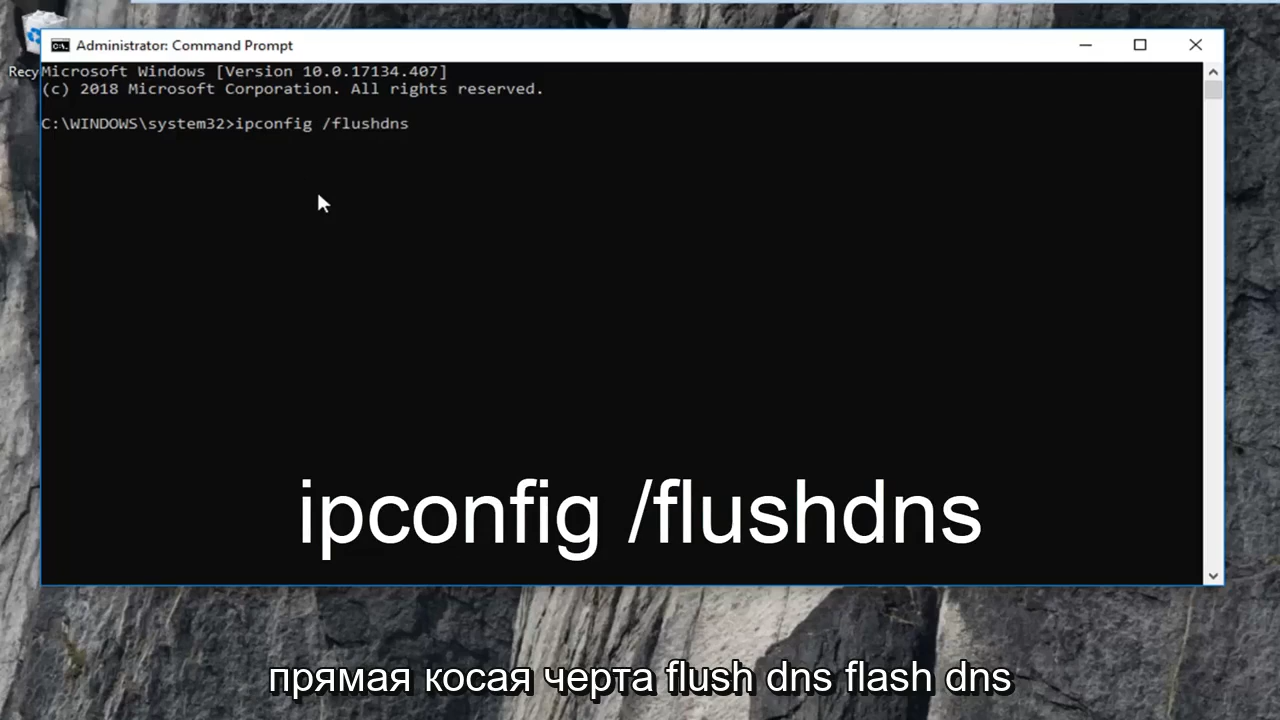 Administrator: Command Prompt
Recy
Microsoft Windows [Version 10.0.17134.407]
(c) 2018 Microsoft Corporation. All rights reserved.
C:\WINDOWS\system32>ipconfig /flushdns
ipconfig /flushdns
прямая косая черта flush dns flash dns